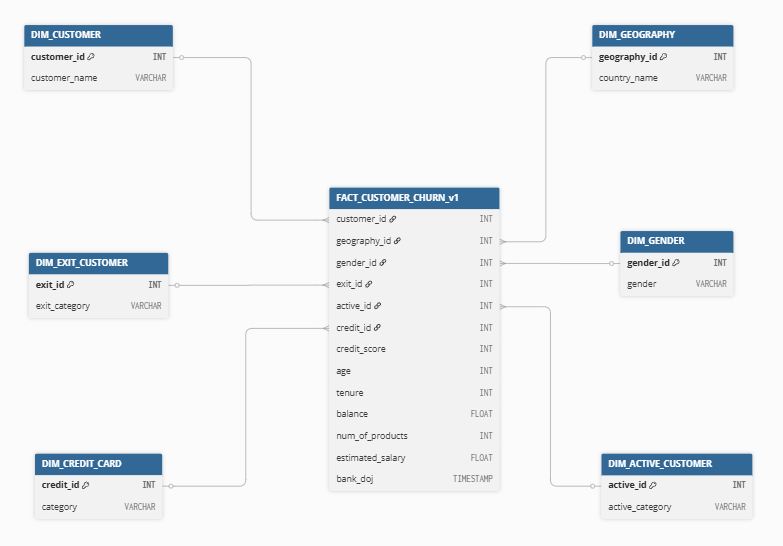 DIM_CUSTOMER
customer_id INT
customer_name VARCHAR
DIM_GEOGRAPHY
geography_id INT
country_name VARCHAR
FACT_CUSTOMER_CHURN_v1
customer_id INT
geography_id INT
gender_id INT
exit_id INT
active_id INT
credit_id INT
credit_score INT
age INT
tenure INT
balance FLOAT
num_of_products INT
estimated_salary FLOAT
bank_doj TIMESTAMP
DIM_EXIT_CUSTOMER
exit_id INT
exit_category VARCHAR
DIM_GENDER
gender_id INT
gender VARCHAR
DIM_CREDIT_CARD
credit_id INT
category VARCHAR
DIM_ACTIVE_CUSTOMER
active_id INT
active_category VARCHAR